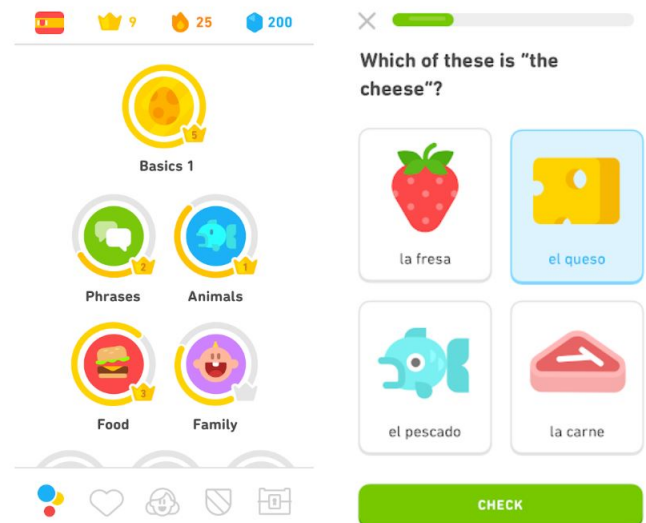 9 25 200
5
Basics 1
2 1
Phrases Animals
3
Food Family
Which of these is “the
cheese”?
la fresa el queso
el pescado la carne
CHECK